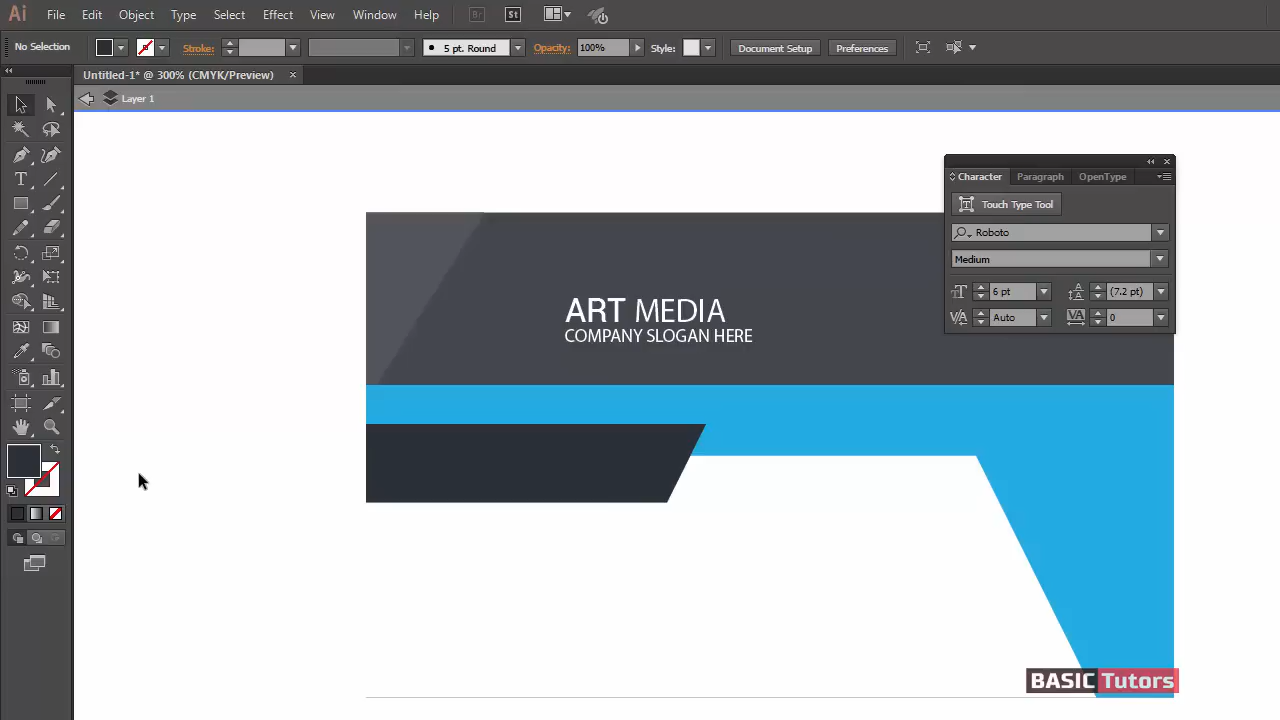 Ai File Edit Object Type Select Effect View Window Help Br St
No Selection Stroke: 5 pt. Round Opacity: 100% Style: Document Setup Preferences
Untitled-1* @ 300% (CMYK/Preview)
Layer 1
Character Paragraph OpenType
Touch Type Tool
Roboto
Medium
6 pt (7.2 pt)
Auto 0
ART MEDIA
COMPANY SLOGAN HERE
BASIC Tutors